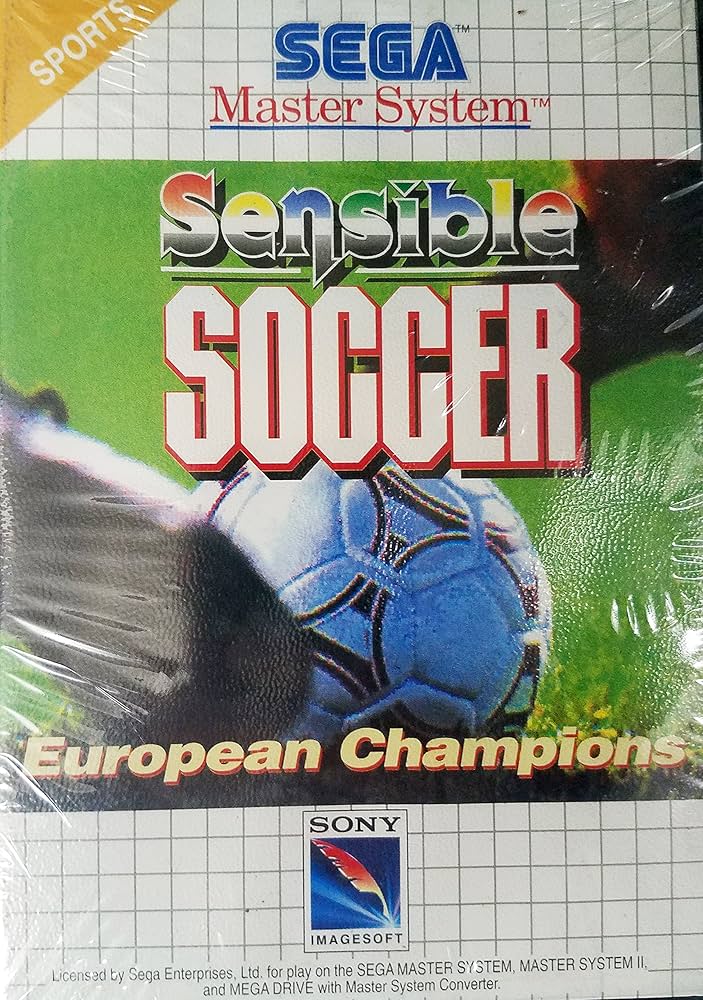 SPORTS
SEGA™
Master System™
Sensible
SOCCER
European Champions
SONY
IMAGESOFT
Licensed by Sega Enterprises, Ltd. for play on the SEGA MASTER SYSTEM, MASTER SYSTEM II,
and MEGA DRIVE with Master System Converter.